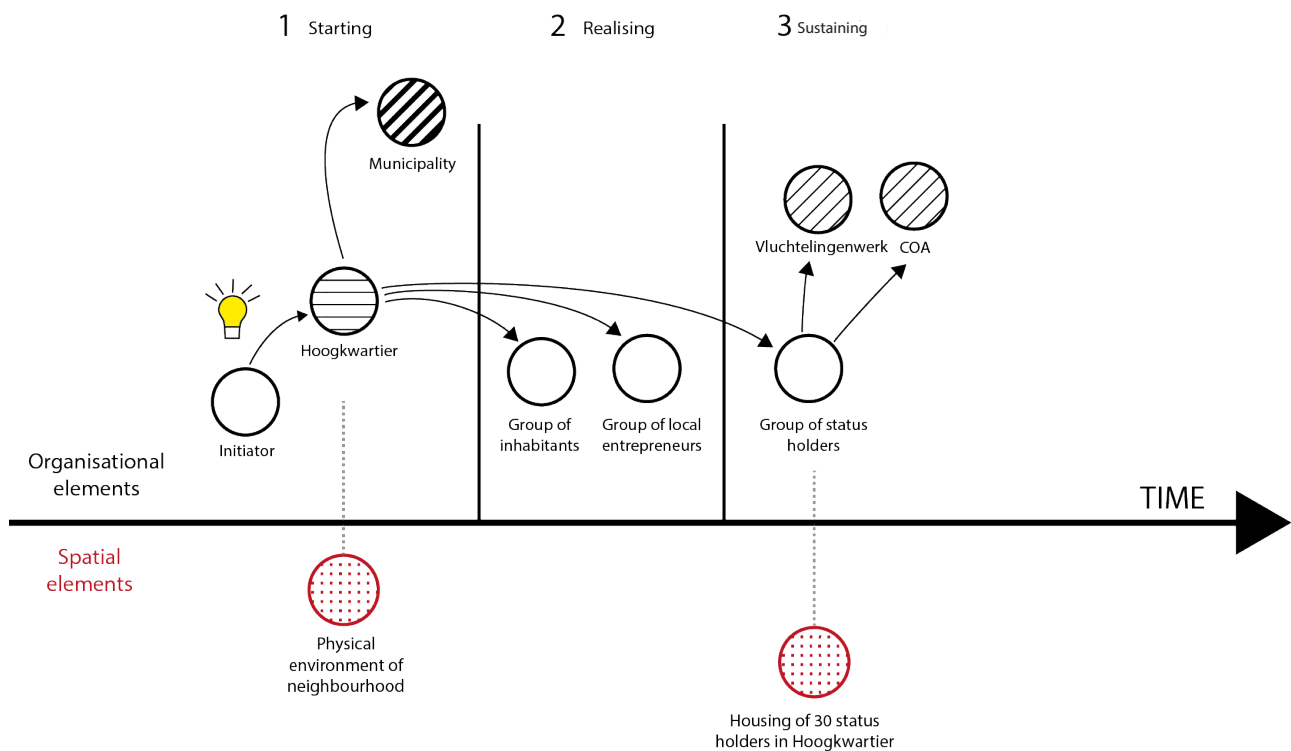 1 Starting
2 Realising
3 Sustaining
Municipality
Vluchtelingenwerk
COA
Hoogkwartier
Initiator
Group of
inhabitants
Group of local
entrepreneurs
Group of status
holders
Organisational
elements
TIME
Spatial
elements
Physical
environment of
neighbourhood
Housing of 30 status
holders in Hoogkwartier